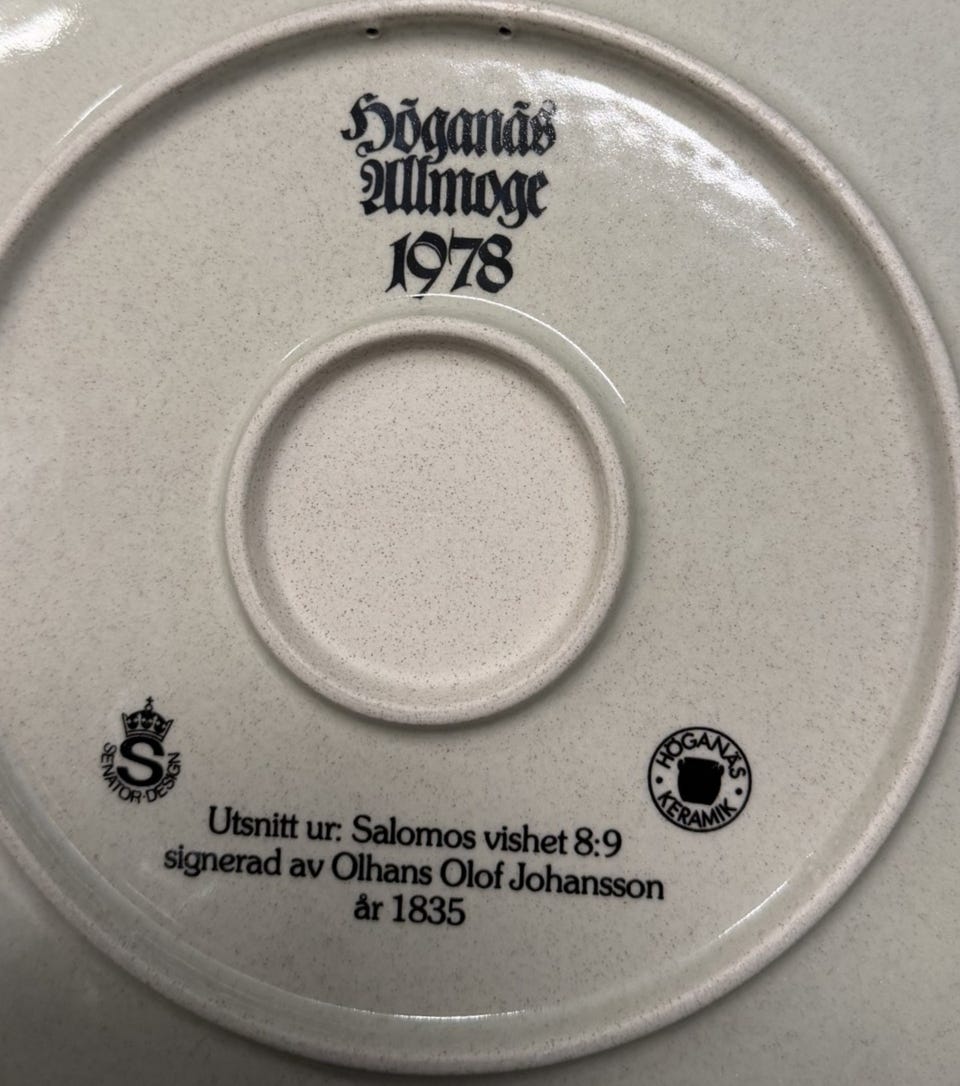 Höganäs
Allmoge
1978
S
SENATOR·DESIGN
HÖGANÄS
KERAMIK
Utsnitt ur: Salomos vishet 8:9
signerad av Olhans Olof Johansson
år 1835